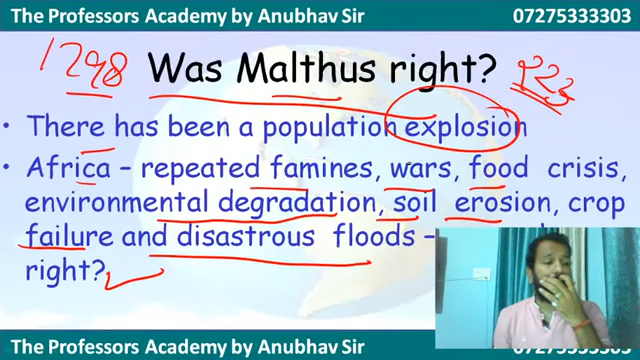 The Professors Academy by Anubhav Sir 07275333303
1798 Was Malthus right?
• There has been a population explosion
• Africa – repeated famines, wars, food crisis,
environmental degradation, soil erosion, crop
failure and disastrous floods –
right?
The Professors Academy by Anubhav Sir 07275333303